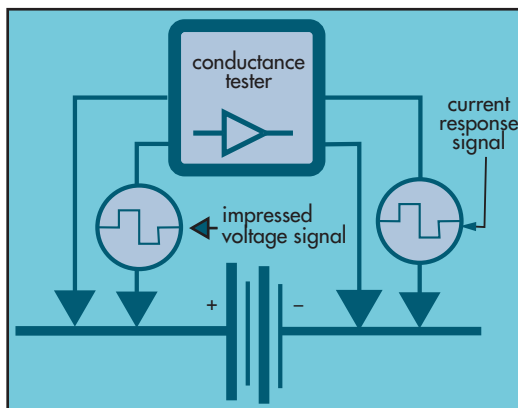 conductance
tester
current
response
signal
impressed
voltage signal
+
–